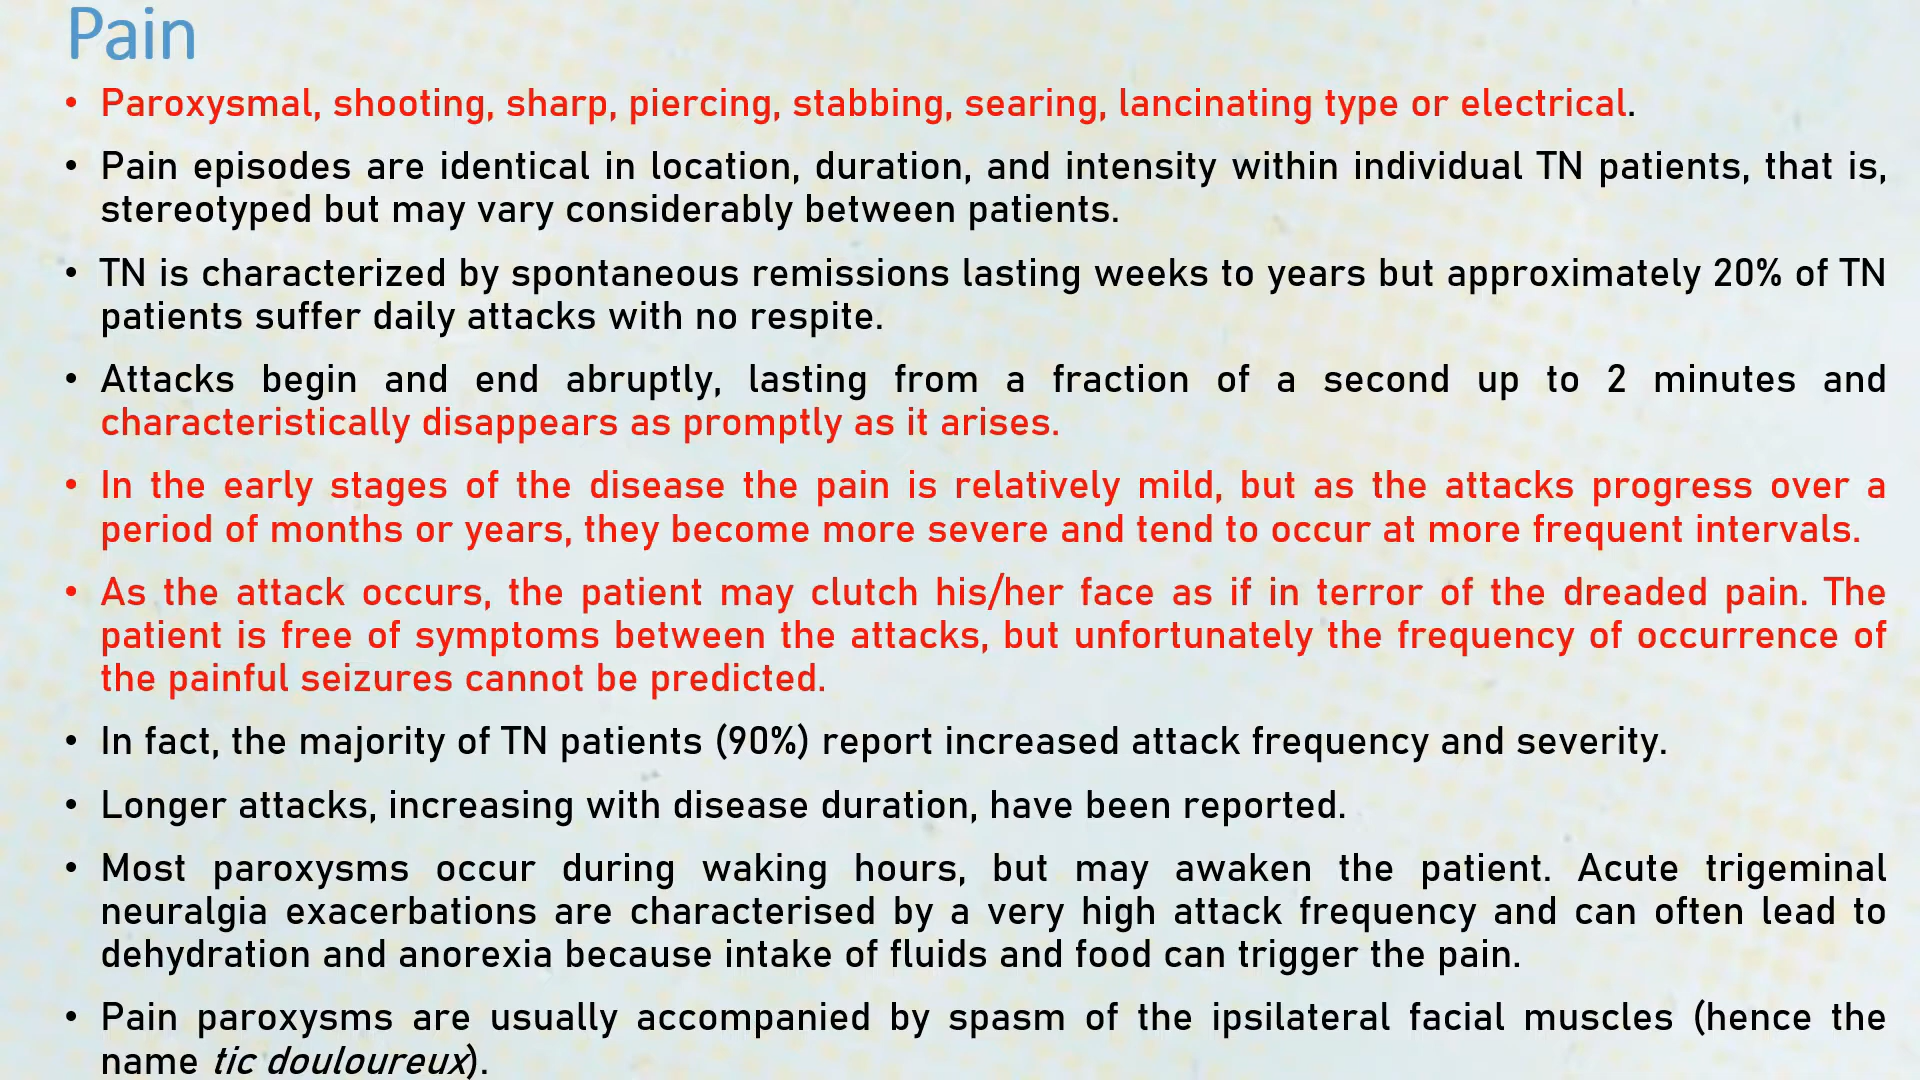 Pain
• Paroxysmal, shooting, sharp, piercing, stabbing, searing, lancinating type or electrical.
• Pain episodes are identical in location, duration, and intensity within individual TN patients, that is,
stereotyped but may vary considerably between patients.
• TN is characterized by spontaneous remissions lasting weeks to years but approximately 20% of TN
patients suffer daily attacks with no respite.
• Attacks begin and end abruptly, lasting from a fraction of a second up to 2 minutes and
characteristically disappears as promptly as it arises.
• In the early stages of the disease the pain is relatively mild, but as the attacks progress over a
period of months or years, they become more severe and tend to occur at more frequent intervals.
• As the attack occurs, the patient may clutch his/her face as if in terror of the dreaded pain. The
patient is free of symptoms between the attacks, but unfortunately the frequency of occurrence of
the painful seizures cannot be predicted.
• In fact, the majority of TN patients (90%) report increased attack frequency and severity.
• Longer attacks, increasing with disease duration, have been reported.
• Most paroxysms occur during waking hours, but may awaken the patient. Acute trigeminal
neuralgia exacerbations are characterised by a very high attack frequency and can often lead to
dehydration and anorexia because intake of fluids and food can trigger the pain.
• Pain paroxysms are usually accompanied by spasm of the ipsilateral facial muscles (hence the
name tic douloureux).